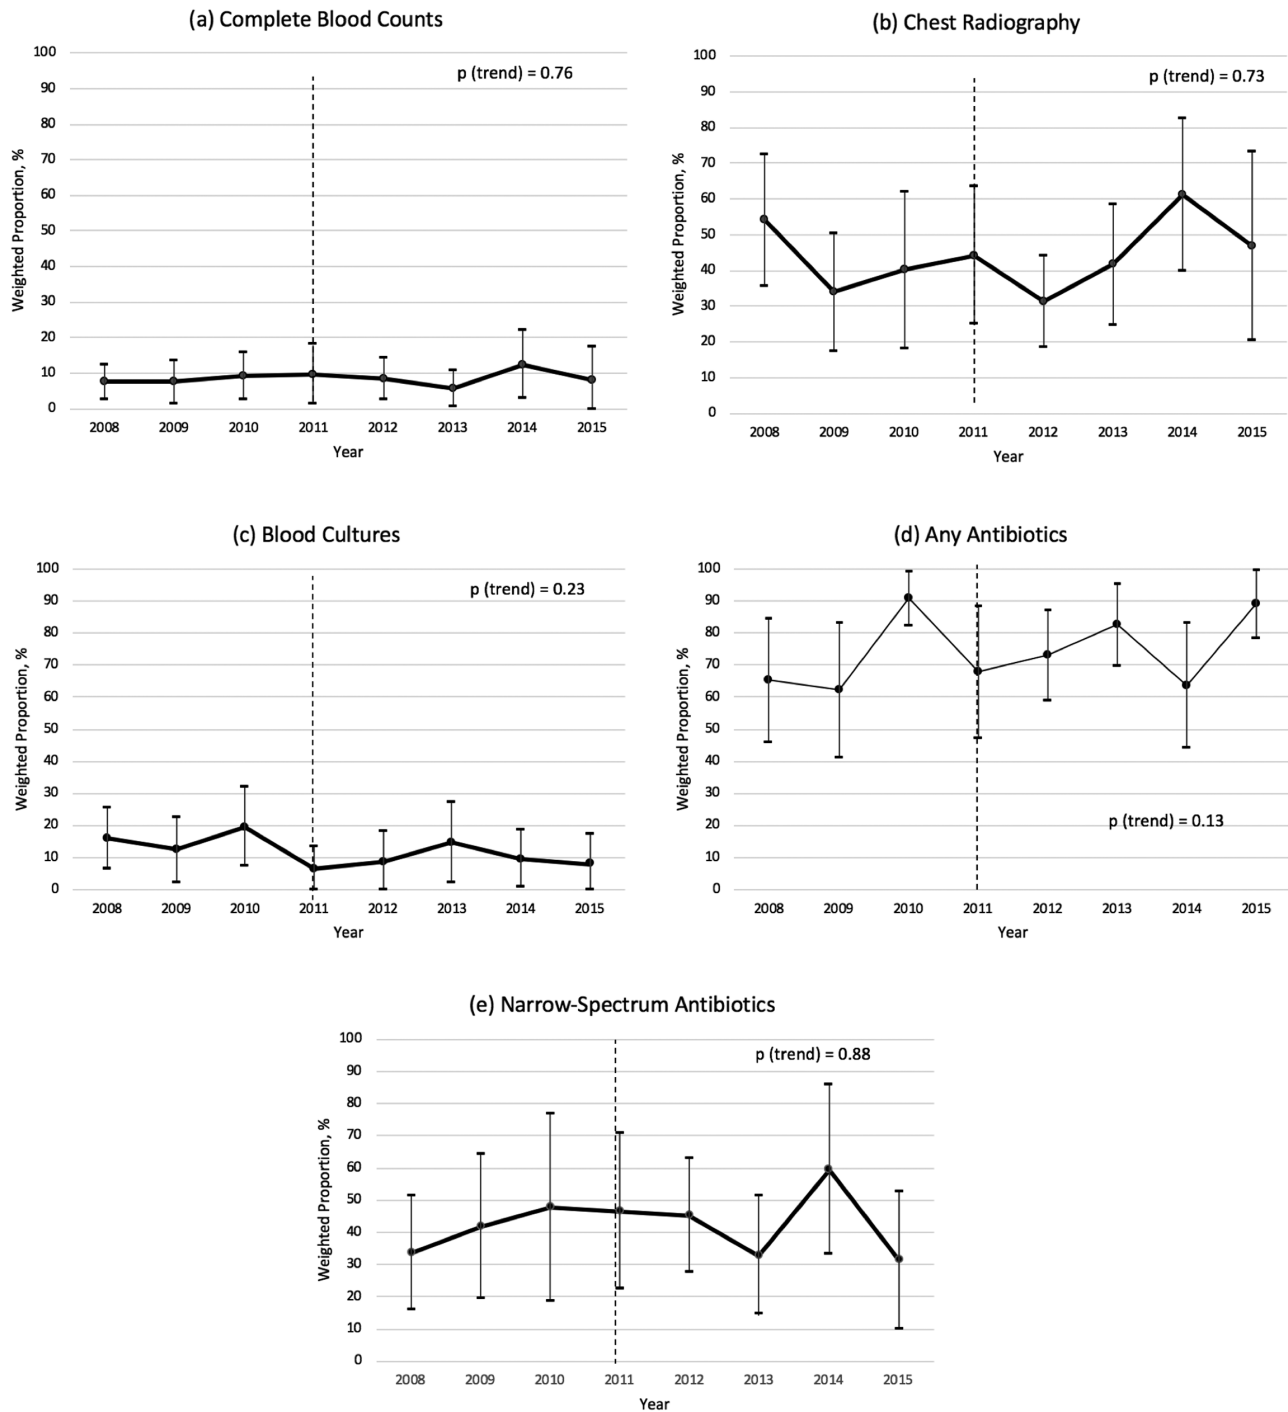 (a) Complete Blood Counts
p (trend) = 0.76
Weighted Proportion, %
100
90
80
70
60
50
40
30
20
10
0
2008 2009 2010 2011 2012 2013 2014 2015
Year
(b) Chest Radiography
p (trend) = 0.73
Weighted Proportion, %
100
90
80
70
60
50
40
30
20
10
0
2008 2009 2010 2011 2012 2013 2014 2015
Year
(c) Blood Cultures
p (trend) = 0.23
Weighted Proportion, %
100
90
80
70
60
50
40
30
20
10
0
2008 2009 2010 2011 2012 2013 2014 2015
Year
(d) Any Antibiotics
Weighted Proportion, %
100
90
80
70
60
50
40
30
20
10
0
p (trend) = 0.13
2008 2009 2010 2011 2012 2013 2014 2015
Year
(e) Narrow-Spectrum Antibiotics
p (trend) = 0.88
Weighted Proportion, %
100
90
80
70
60
50
40
30
20
10
0
2008 2009 2010 2011 2012 2013 2014 2015
Year